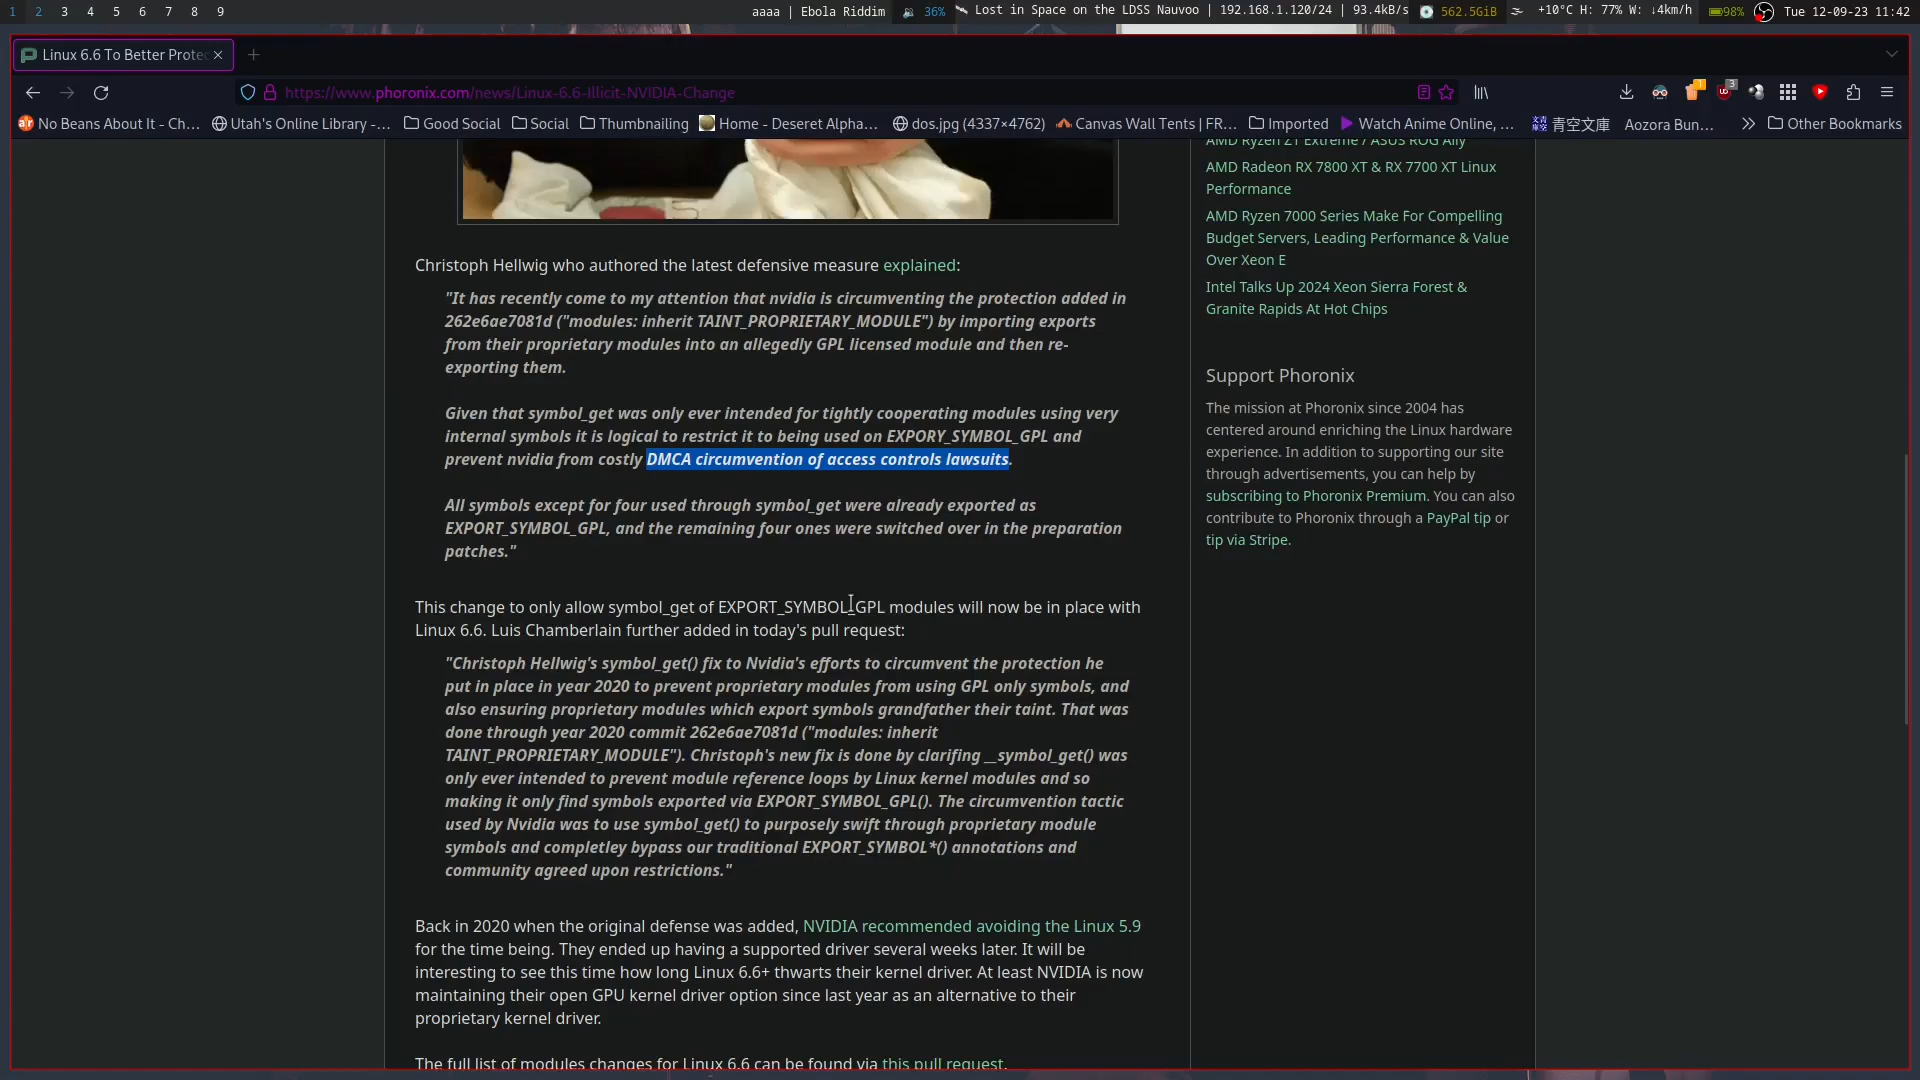 1 2 3 4 5 6 7 8 9 aaaa | Ebola Riddim 36% Lost in Space on the LDSS Nauvoo | 192.168.1.120/24 | 93.4kB/s 562.5GiB +10°C H: 77% W: ↓4km/h 98% Tue 12-09-23 11:42
Linux 6.6 To Better Protec
https://www.phoronix.com/news/Linux-6.6-Illicit-NVIDIA-Change 1 3
No Beans About It - Ch... Utah's Online Library -... Good Social Social Thumbnailing Home - Deseret Alpha... dos.jpg (4337×4762) Canvas Wall Tents | FR... Imported Watch Anime Online, ... 青空文庫 Aozora Bun... Other Bookmarks
Christoph Hellwig who authored the latest defensive measure explained:
"It has recently come to my attention that nvidia is circumventing the protection added in
262e6ae7081d ("modules: inherit TAINT_PROPRIETARY_MODULE") by importing exports
from their proprietary modules into an allegedly GPL licensed module and then re-
exporting them.
Given that symbol_get was only ever intended for tightly cooperating modules using very
internal symbols it is logical to restrict it to being used on EXPORY_SYMBOL_GPL and
prevent nvidia from costly DMCA circumvention of access controls lawsuits.
All symbols except for four used through symbol_get were already exported as
EXPORT_SYMBOL_GPL, and the remaining four ones were switched over in the preparation
patches."
This change to only allow symbol_get of EXPORT_SYMBOL_GPL modules will now be in place with
Linux 6.6. Luis Chamberlain further added in today's pull request:
"Christoph Hellwig's symbol_get() fix to Nvidia's efforts to circumvent the protection he
put in place in year 2020 to prevent proprietary modules from using GPL only symbols, and
also ensuring proprietary modules which export symbols grandfather their taint. That was
done through year 2020 commit 262e6ae7081d ("modules: inherit
TAINT_PROPRIETARY_MODULE"). Christoph's new fix is done by clarifing __symbol_get() was
only ever intended to prevent module reference loops by Linux kernel modules and so
making it only find symbols exported via EXPORT_SYMBOL_GPL(). The circumvention tactic
used by Nvidia was to use symbol_get() to purposely swift through proprietary module
symbols and completley bypass our traditional EXPORT_SYMBOL*() annotations and
community agreed upon restrictions."
Back in 2020 when the original defense was added, NVIDIA recommended avoiding the Linux 5.9
for the time being. They ended up having a supported driver several weeks later. It will be
interesting to see this time how long Linux 6.6+ thwarts their kernel driver. At least NVIDIA is now
maintaining their open GPU kernel driver option since last year as an alternative to their
proprietary kernel driver.
The full list of modules changes for Linux 6.6 can be found via this pull request.
AMD Ryzen Z1 Extreme / ASUS ROG Ally
AMD Radeon RX 7800 XT & RX 7700 XT Linux
Performance
AMD Ryzen 7000 Series Make For Compelling
Budget Servers, Leading Performance & Value
Over Xeon E
Intel Talks Up 2024 Xeon Sierra Forest &
Granite Rapids At Hot Chips
Support Phoronix
The mission at Phoronix since 2004 has
centered around enriching the Linux hardware
experience. In addition to supporting our site
through advertisements, you can help by
subscribing to Phoronix Premium. You can also
contribute to Phoronix through a PayPal tip or
tip via Stripe.